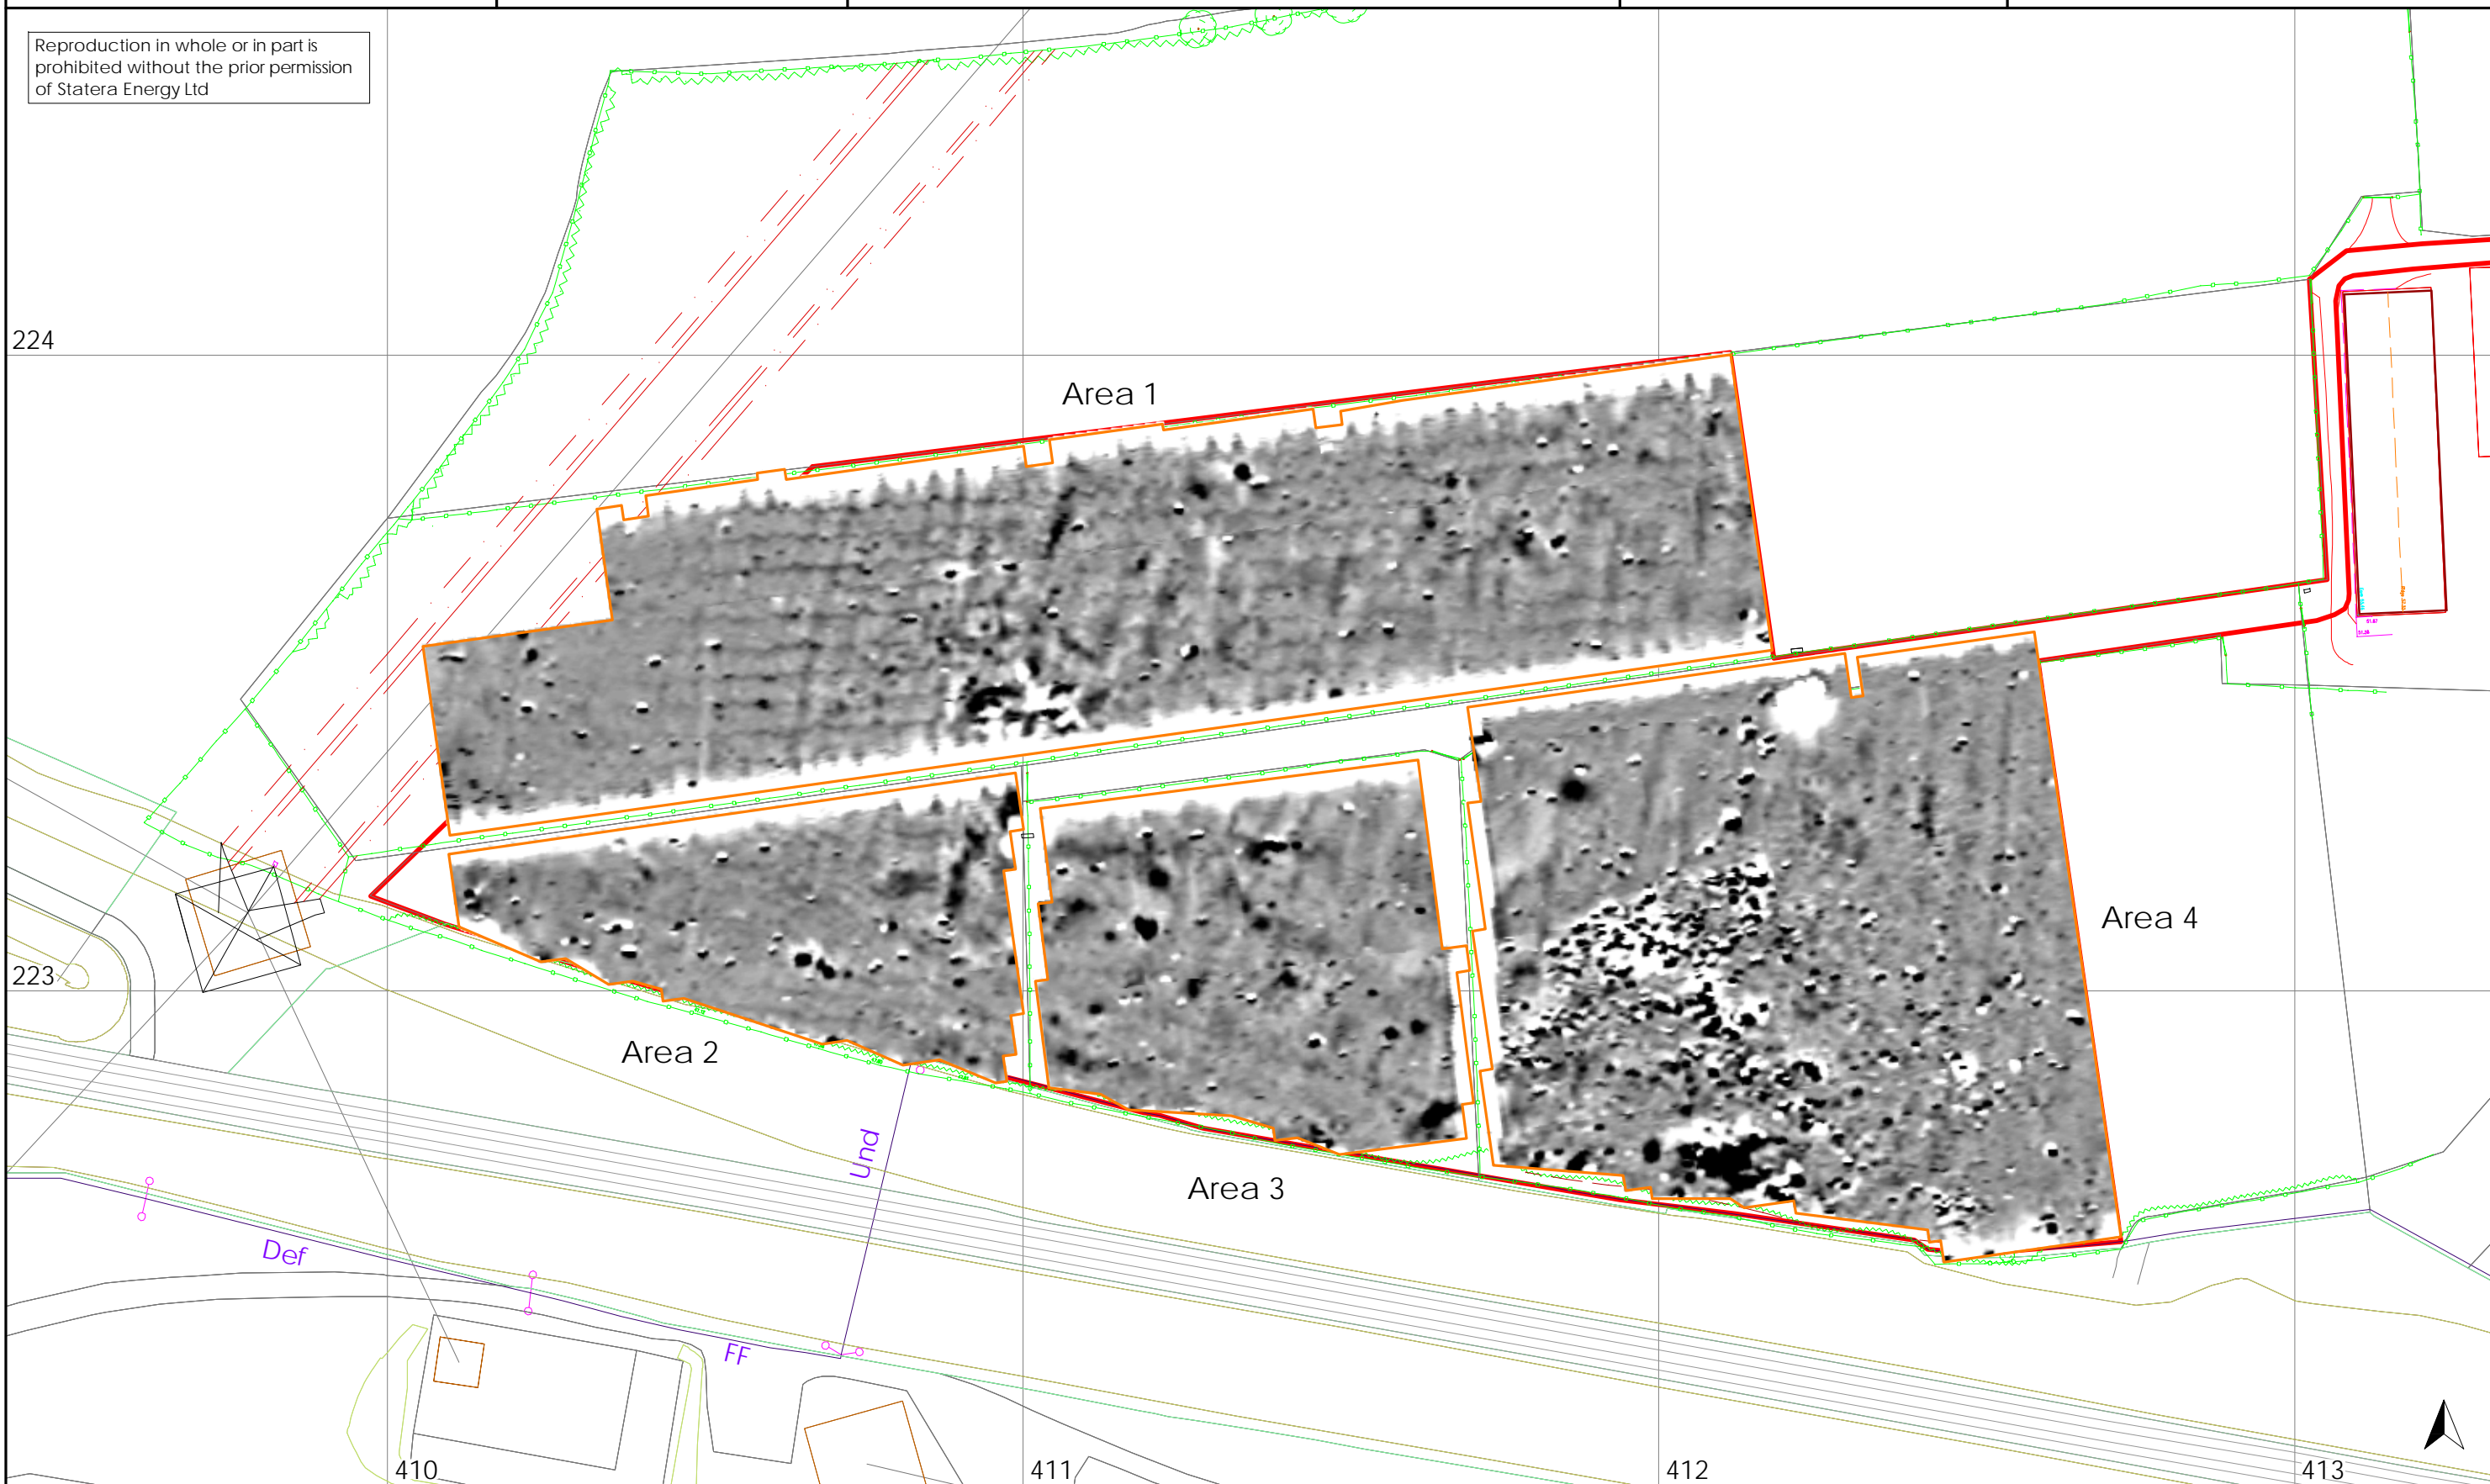 Reproduction in whole or in part is
prohibited without the prior permission
of Statera Energy Ltd
224
Area 1
Area 4
223
Area 2
Und
Area 3
Def
FF
410
411
412
413